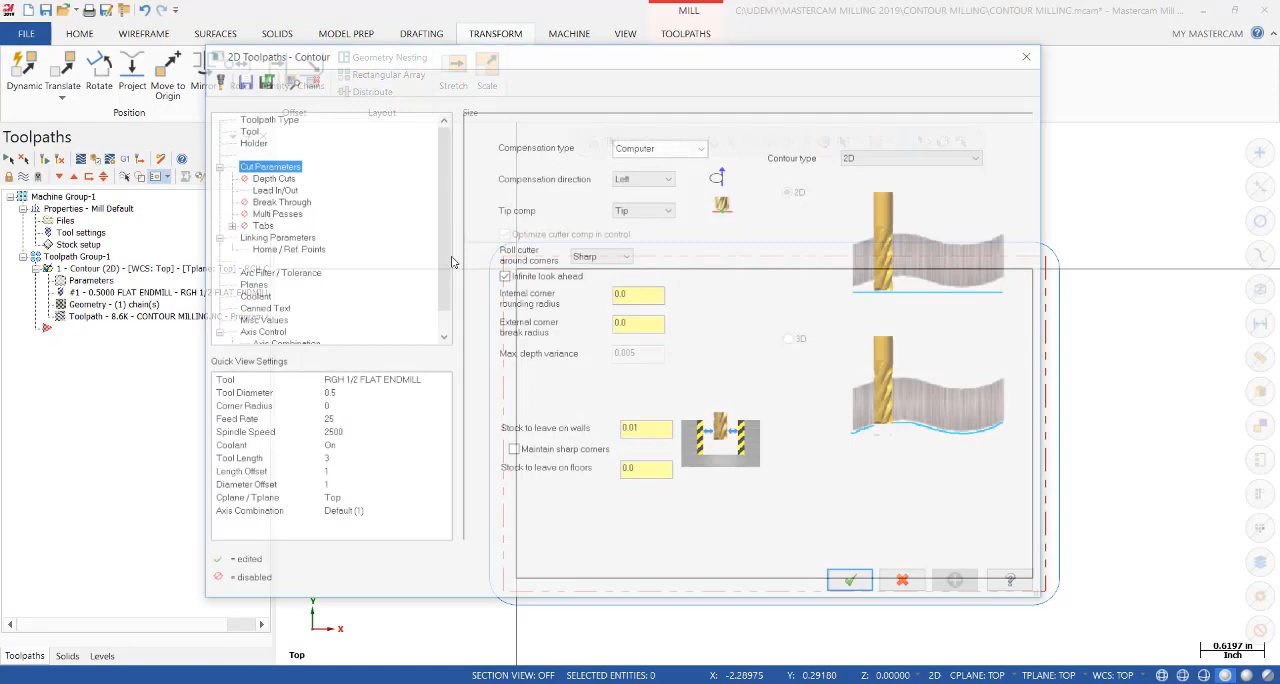 MILL
C:\UDEMY\MASTERCAM MILLING 2019\CONTOUR MILLING\CONTOUR MILLING.mcam* - Mastercam Mill ...
FILE
HOME
WIREFRAME
SURFACES
SOLIDS
MODEL PREP
DRAFTING
TRANSFORM
MACHINE
VIEW
TOOLPATHS
MY MASTERCAM
Dynamic
Translate
Rotate
Project
Move to
Origin
Position
Offset
Geometry Nesting
Rectangular Array
Distribute
Layout
Stretch
Scale
Size
2D Toolpaths - Contour
Toolpaths
Machine Group-1
Properties - Mill Default
Files
Tool settings
Stock setup
Toolpath Group-1
1 - Contour (2D) - [WCS: Top] - [Tplane: Top] - RGH
Parameters
#1 - 0.5000 FLAT ENDMILL - RGH 1/2 FLAT ENDMILL
Geometry - (1) chain(s)
Toolpath - 8.6K - CONTOUR MILLING.NC
Toolpath Type
Tool
Holder
Cut Parameters
Depth Cuts
Lead In/Out
Break Through
Multi Passes
Tabs
Linking Parameters
Home / Ref. Points
Arc Filter / Tolerance
Planes
Coolant
Canned Text
Misc Values
Axis Control
Axis Combination
Quick View Settings
Tool RGH 1/2 FLAT ENDMILL
Tool Diameter 0.5
Corner Radius 0
Feed Rate 25
Spindle Speed 2500
Coolant On
Tool Length 3
Length Offset 1
Diameter Offset 1
Cplane / Tplane Top
Axis Combination Default (1)
= edited
= disabled
Compensation type Computer
Compensation direction Left
Tip comp Tip
Optimize cutter comp in control
Roll cutter
around corners Sharp
Infinite look ahead
Internal corner
rounding radius 0.0
External corner
break radius 0.0
Max. depth variance 0.005
Stock to leave on walls 0.01
Maintain sharp corners
Stock to leave on floors 0.0
Contour type 2D
2D
3D
Toolpaths
Solids
Levels
Y
X
Top
0.6197 in
Inch
SECTION VIEW: OFF
SELECTED ENTITIES: 0
X: -2.28975
Y: 0.29180
Z: 0.00000
2D
CPLANE: TOP
TPLANE: TOP
WCS: TOP